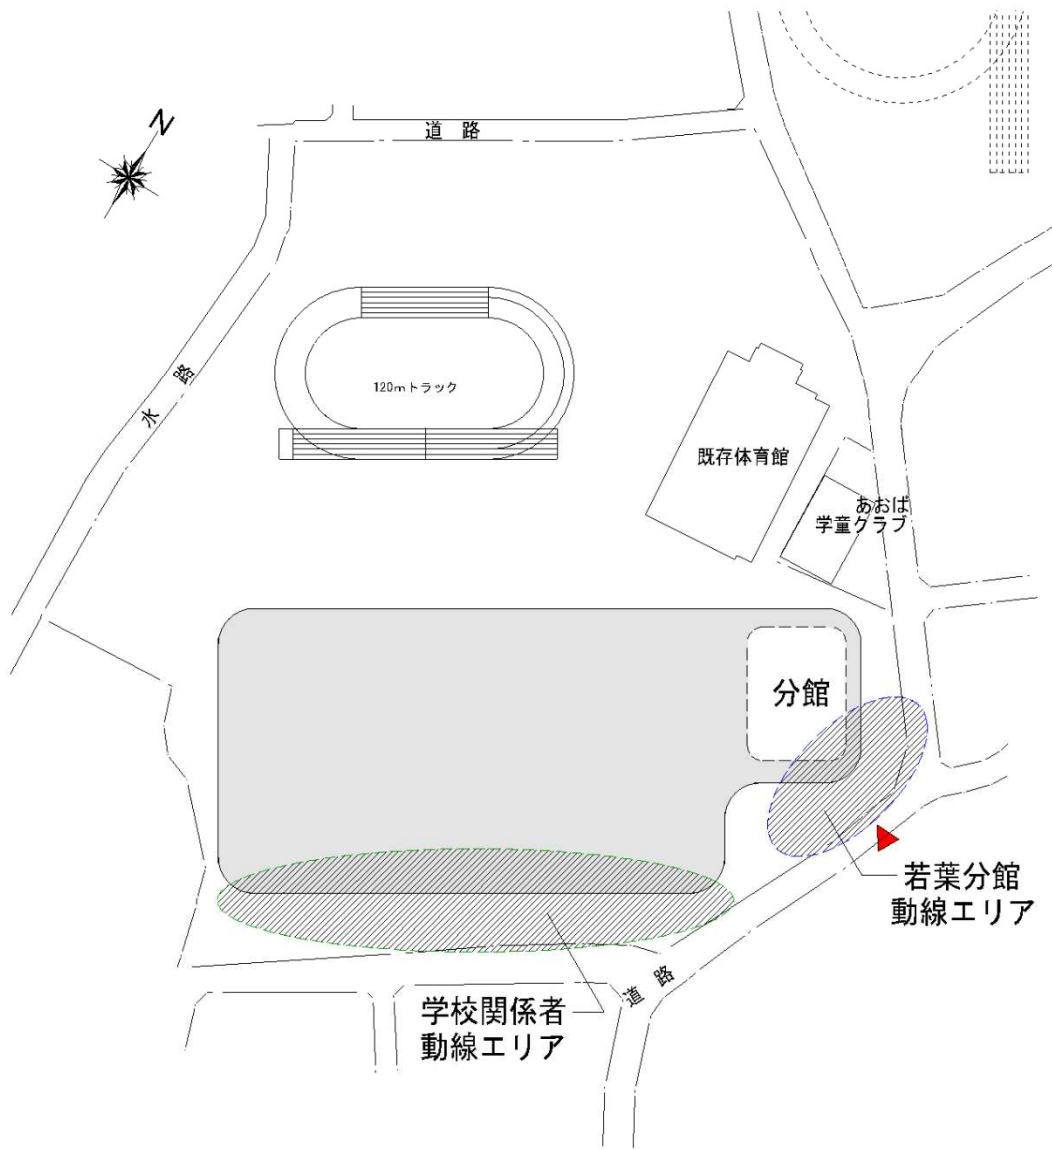 N
道 路
水 路
120mトラック
既存体育館
あおば
学童クラブ
分館
若葉分館
動線エリア
道 路
学校関係者
動線エリア